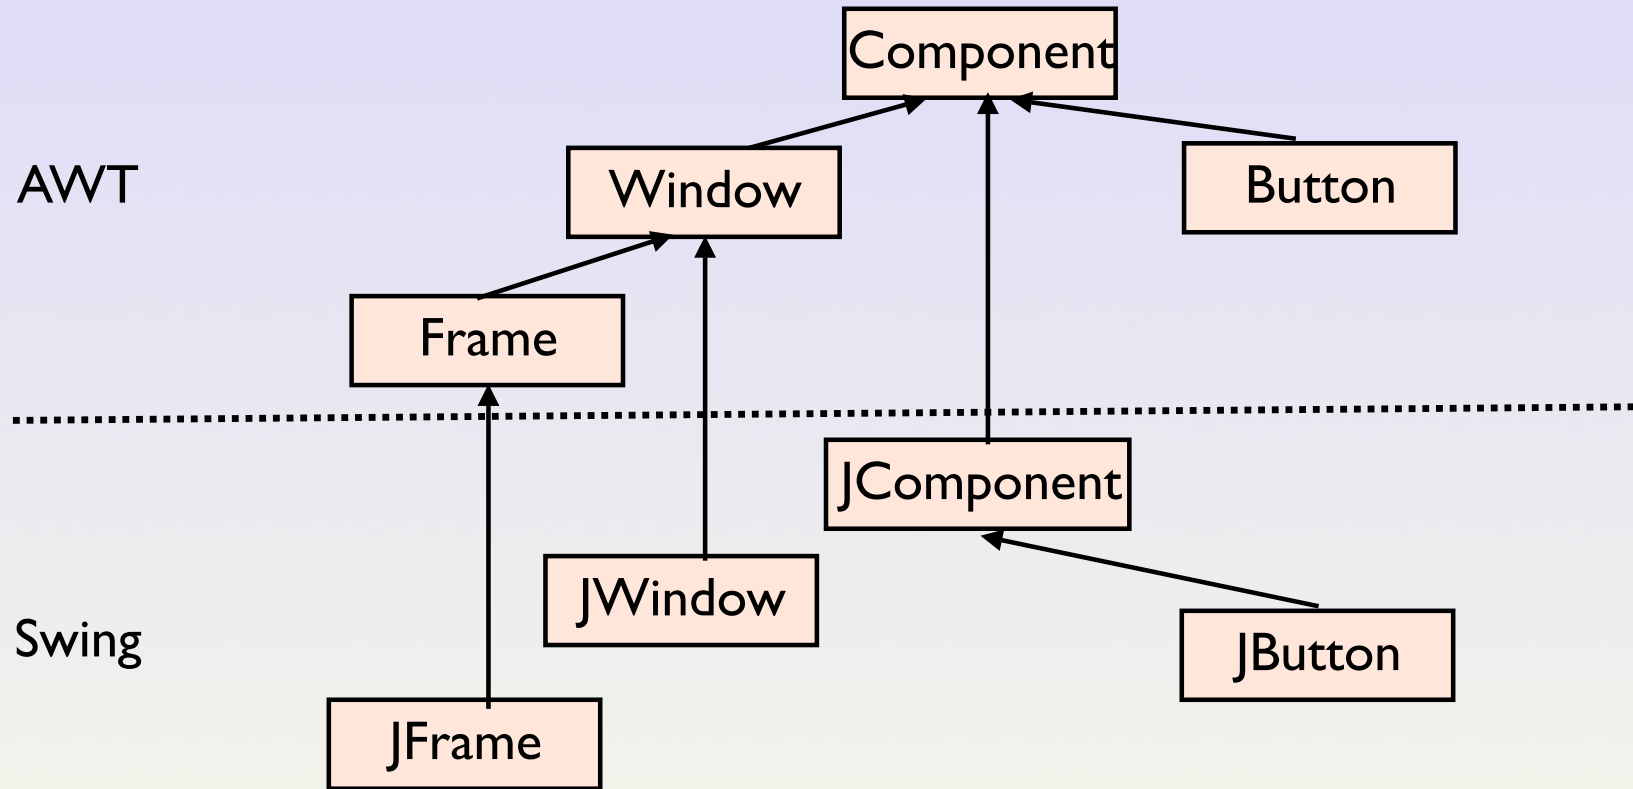 Component
AWT
Window
Button
Frame
JComponent
JWindow
Swing
JButton
JFrame